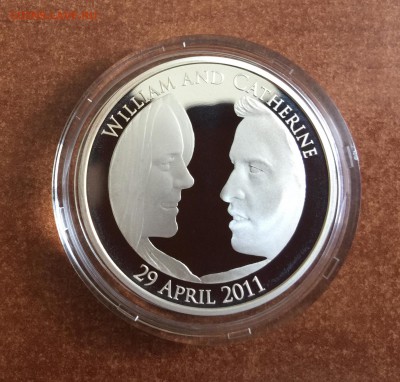 WILLIAM AND CATHERINE
29 APRIL 2011